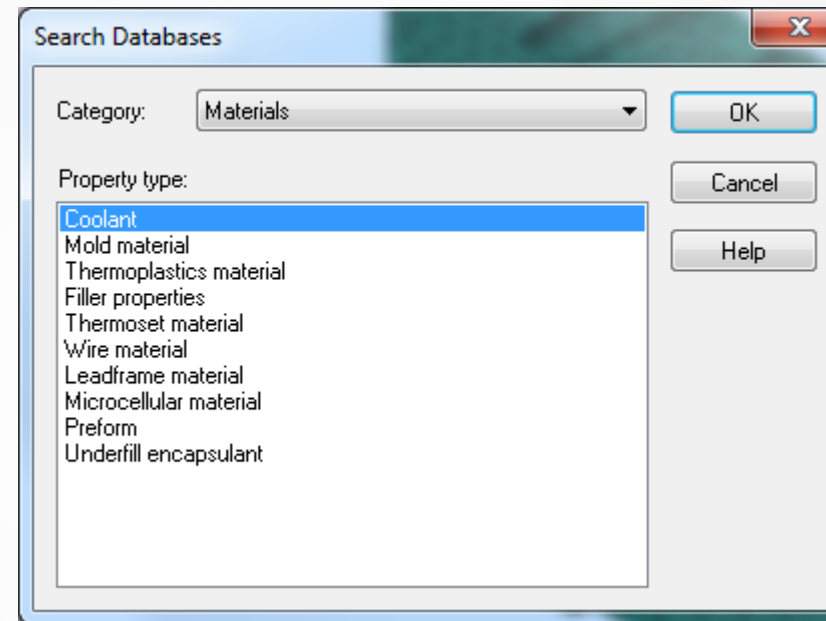 Search Databases
Category: Materials OK
Property type: Cancel
Coolant
Mold material Help
Thermoplastics material
Filler properties
Thermoset material
Wire material
Leadframe material
Microcellular material
Preform
Underfill encapsulant